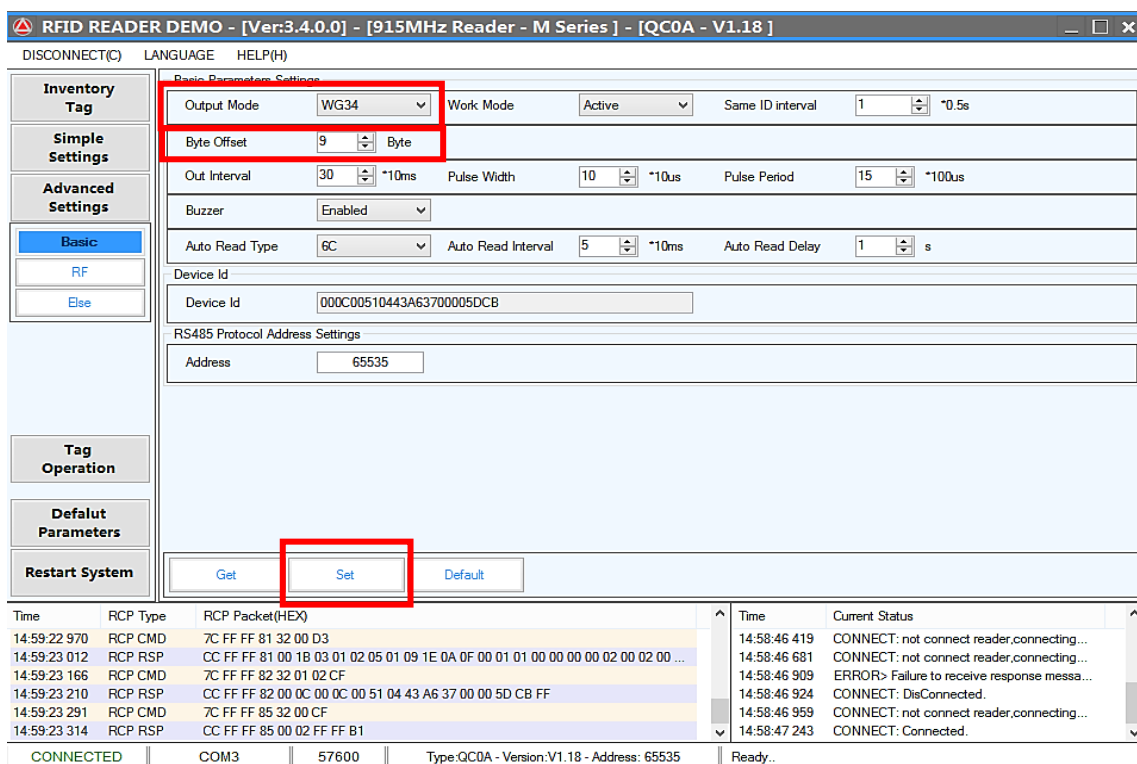 RFID READER DEMO - [Ver:3.4.0.0] - [915MHz Reader - M Series ] - [QC0A - V1.18 ]
DISCONNECT(C) LANGUAGE HELP(H)
Inventory
Tag
Simple
Settings
Advanced
Settings
Basic
RF
Else
Tag
Operation
Defalut
Parameters
Restart System
Basic Parameters Settings
Output Mode WG34 Work Mode Active Same ID interval 1 *0.5s
Byte Offset 9 Byte
Out Interval 30 *10ms Pulse Width 10 *10us Pulse Period 15 *100us
Buzzer Enabled
Auto Read Type 6C Auto Read Interval 5 *10ms Auto Read Delay 1 s
Device Id
Device Id 000C00510443A63700005DCB
RS485 Protocol Address Settings
Address 65535
Get Set Default
Time RCP Type RCP Packet(HEX)
14:59:22 970 RCP CMD 7C FF FF 81 32 00 D3
14:59:23 012 RCP RSP CC FF FF 81 00 1B 03 01 02 05 01 09 1E 0A 0F 00 01 01 00 00 00 00 02 00 02 00 ...
14:59:23 166 RCP CMD 7C FF FF 82 32 01 02 CF
14:59:23 210 RCP RSP CC FF FF 82 00 0C 00 0C 00 51 04 43 A6 37 00 00 5D CB FF
14:59:23 291 RCP CMD 7C FF FF 85 32 00 CF
14:59:23 314 RCP RSP CC FF FF 85 00 02 FF FF B1
Time Current Status
14:58:46 419 CONNECT: not connect reader,connecting...
14:58:46 681 CONNECT: not connect reader,connecting...
14:58:46 909 ERROR> Failure to receive response messa...
14:58:46 924 CONNECT: DisConnected.
14:58:46 959 CONNECT: not connect reader,connecting...
14:58:47 243 CONNECT: Connected.
CONNECTED COM3 57600 Type:QC0A - Version:V1.18 - Address: 65535 Ready..